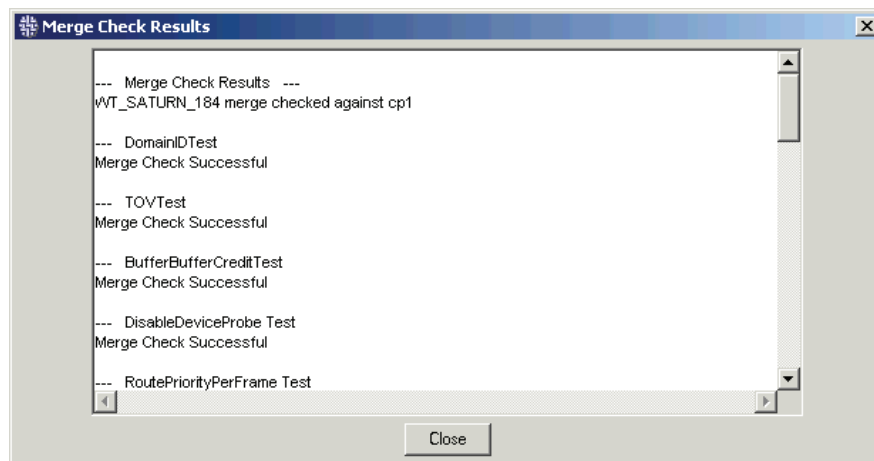 Merge Check Results
--- Merge Check Results ---
WT_SATURN_184 merge checked against cp1
--- DomainIDTest
Merge Check Successful
--- TOVTest
Merge Check Successful
--- BufferBufferCreditTest
Merge Check Successful
--- DisableDeviceProbe Test
Merge Check Successful
--- RoutePriorityPerFrame Test
Close